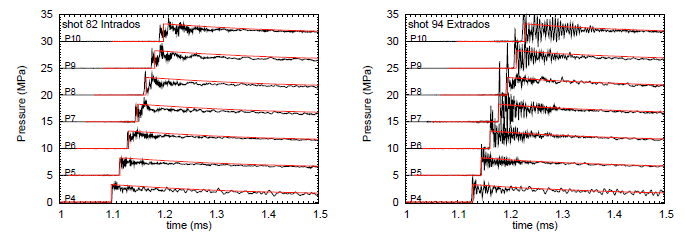 35
30
25
20
15
10
5
0
Pressure (MPa)
shot 82 Intrados
P10
P9
P8
P7
P6
P5
P4
1 1.1 1.2 1.3 1.4 1.5
time (ms)
35
30
25
20
15
10
5
0
Pressure (MPa)
shot 94 Extrados
P10
P9
P8
P7
P6
P5
P4
1 1.1 1.2 1.3 1.4 1.5
time (ms)